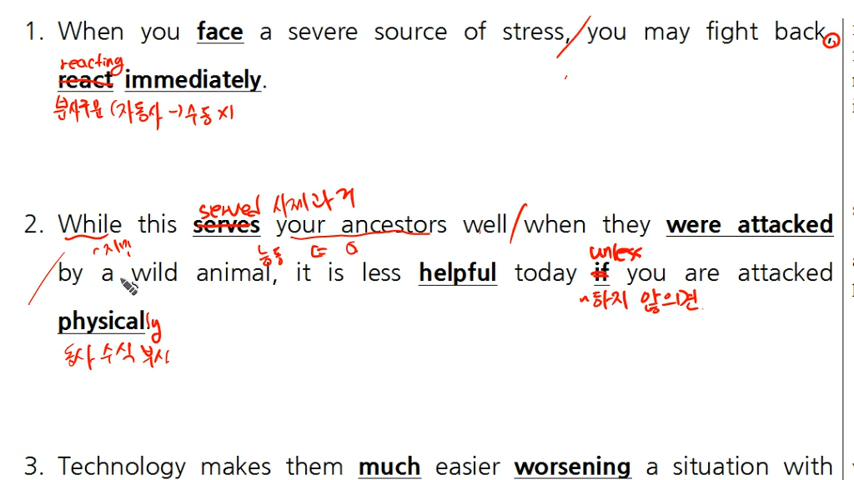 1. When you face a severe source of stress, you may fight back,
reacting
react immediately.
분사구문 (자동사 → 수동 X)
served 시제 과거
2. While this serves your ancestors well when they were attacked
~지만
능동
unless
by a wild animal, it is less helpful today if you are attacked
~하지 않으면
physically
동사 수식 부사
3. Technology makes them much easier worsening a situation with